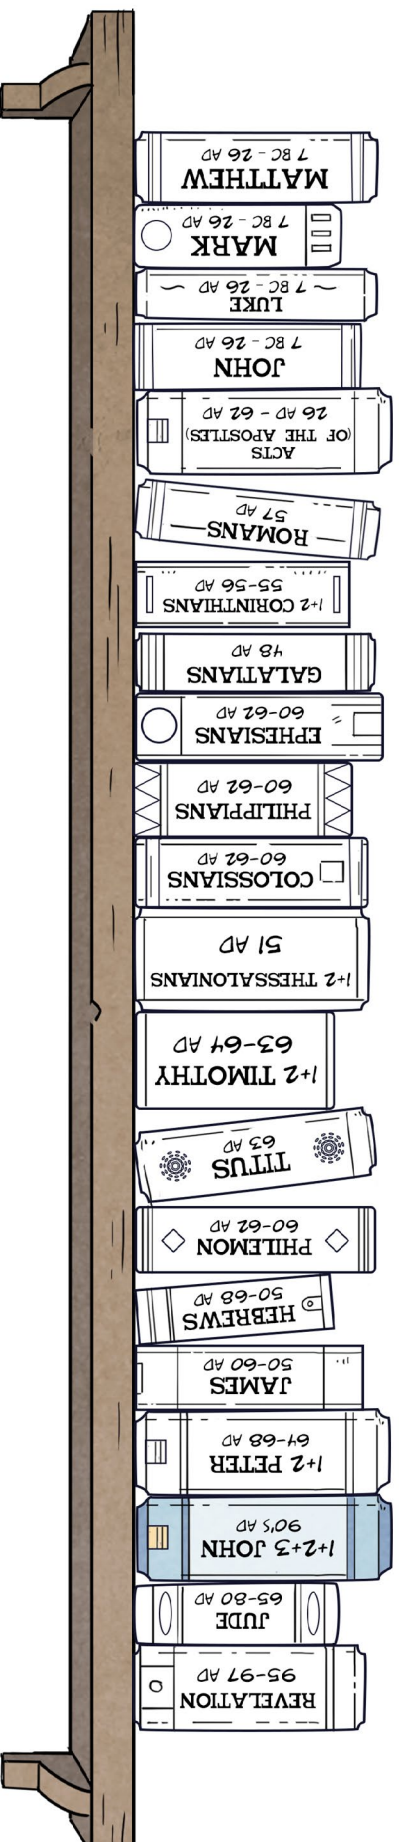 REVELATION
95-97 AD
JUDE
65-80 AD
1+2+3 JOHN
90'S AD
1+2 PETER
64-68 AD
JAMES
50-60 AD
HEBREWS
50-68 AD
PHILEMON
60-62 AD
TITUS
63 AD
1+2 TIMOTHY
63-64 AD
1+2 THESSALONIANS
51 AD
COLOSSIANS
60-62 AD
PHILIPPIANS
60-62 AD
EPHESIANS
60-62 AD
GALATIANS
48 AD
1+2 CORINTHIANS
55-56 AD
ROMANS
57 AD
ACTS
(OF THE APOSTLES)
26 AD - 62 AD
JOHN
7 BC - 26 AD
LUKE
7 BC - 26 AD
MARK
7 BC - 26 AD
MATTHEW
7 BC - 26 AD